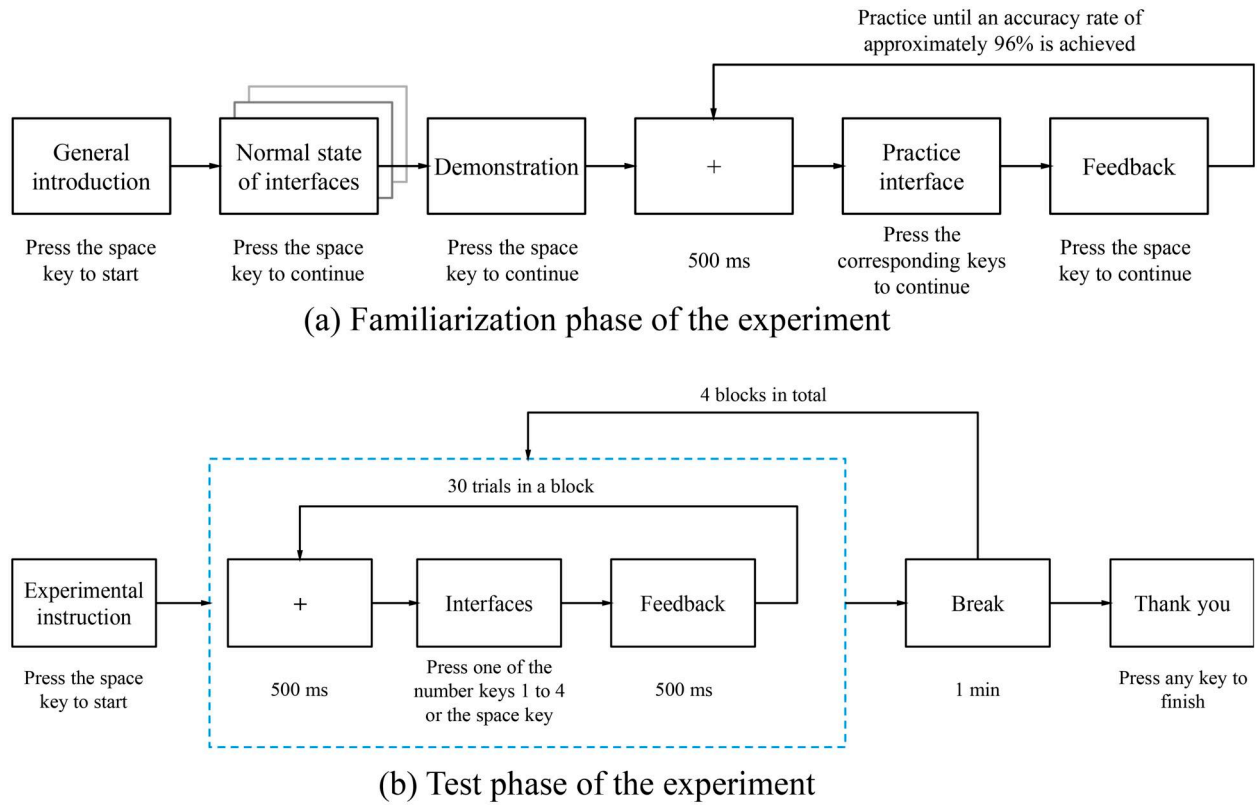 Practice until an accuracy rate of
approximately 96% is achieved
General
introduction
Normal state
of interfaces
Demonstration
+
Practice
interface
Feedback
Press the space
key to start
Press the space
key to continue
Press the space
key to continue
500 ms
Press the
corresponding keys
to continue
Press the space
key to continue
(a) Familiarization phase of the experiment
4 blocks in total
30 trials in a block
Experimental
instruction
+
Interfaces
Feedback
Break
Thank you
Press the space
key to start
500 ms
Press one of the
number keys 1 to 4
or the space key
500 ms
1 min
Press any key to
finish
(b) Test phase of the experiment